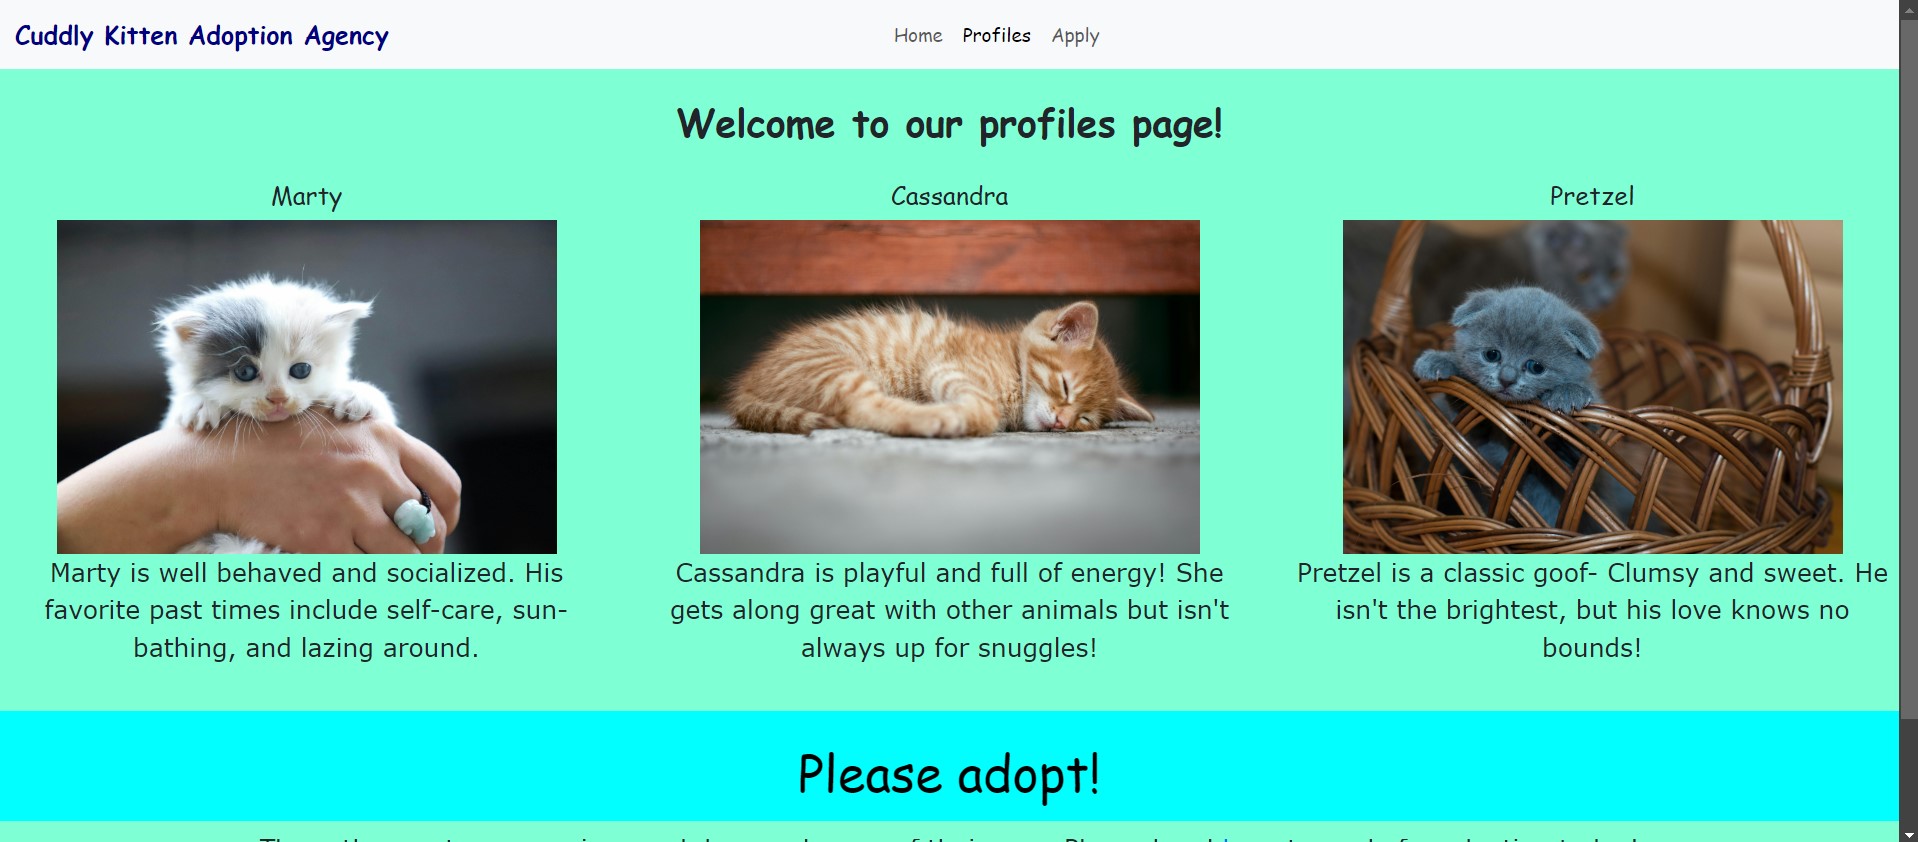 Cuddly Kitten Adoption Agency
Home Profiles Apply
Welcome to our profiles page!
Marty
Marty is well behaved and socialized. His
favorite past times include self-care, sun-
bathing, and lazing around.
Cassandra
Cassandra is playful and full of energy! She
gets along great with other animals but isn't
always up for snuggles!
Pretzel
Pretzel is a classic goof- Clumsy and sweet. He
isn't the brightest, but his love knows no
bounds!
Please adopt!